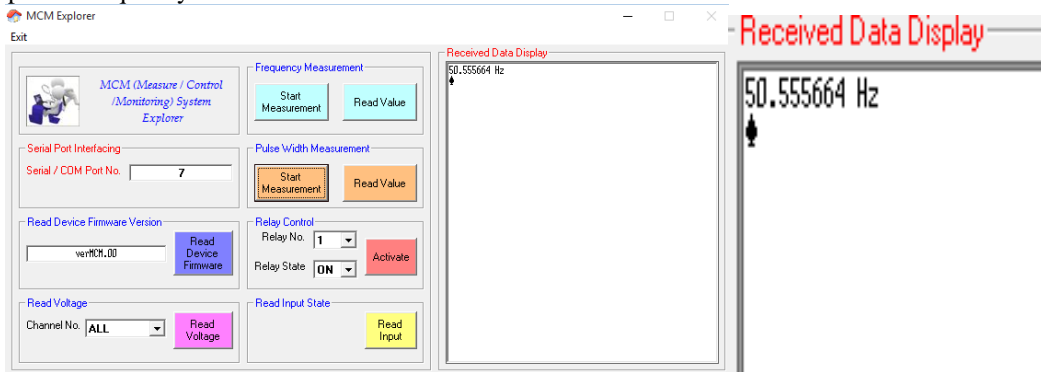 MCM Explorer
Exit
MCM (Measure / Control
/Monitoring) System
Explorer
Serial Port Interfacing
Serial / COM Port No. 7
Read Device Firmware Version
verMCM.00
Read
Device
Firmware
Read Voltage
Channel No. ALL
Read
Voltage
Frequency Measurement
Start
Measurement
Read Value
Pulse Width Measurement
Start
Measurement
Read Value
Relay Control
Relay No. 1
Relay State ON
Activate
Read Input State
Read
Input
Received Data Display
50.555664 Hz
Received Data Display
50.555664 Hz